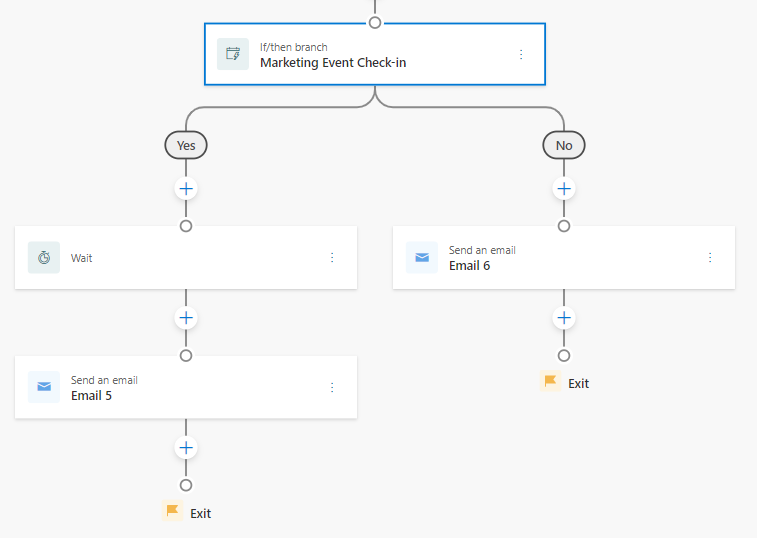 If/then branch
Marketing Event Check-in
Yes
No
Wait
Send an email
Email 6
Send an email
Email 5
Exit
Exit